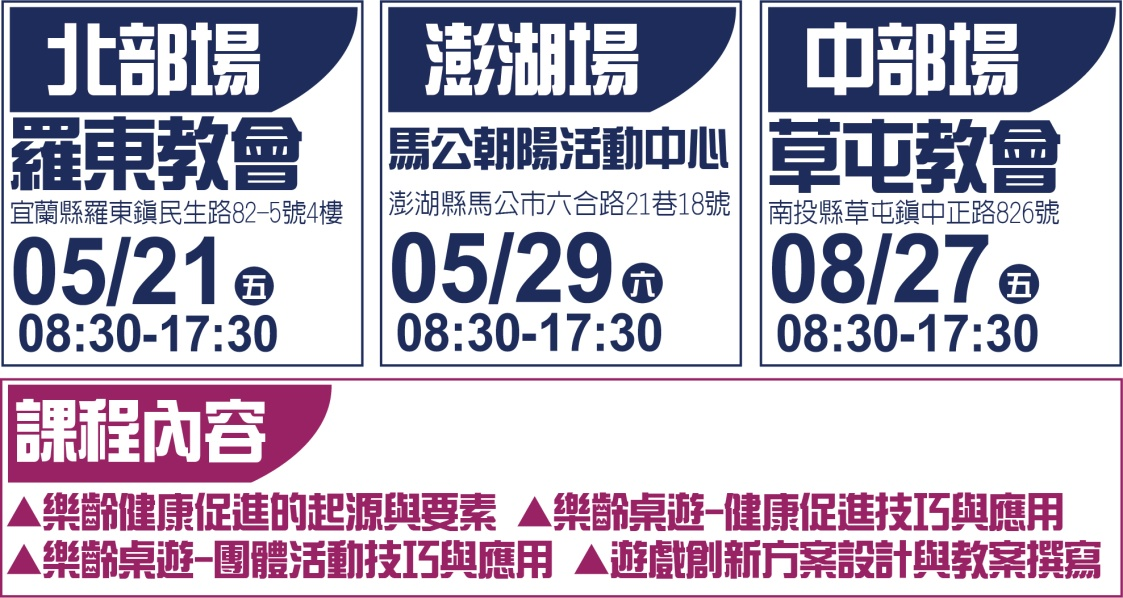 北部場
羅東教會
宜蘭縣羅東鎮民生路82-5號4樓
05/21 五
08:30-17:30
澎湖場
馬公朝陽活動中心
澎湖縣馬公市六合路21巷18號
05/29 六
08:30-17:30
中部場
草屯教會
南投縣草屯鎮中正路826號
08/27 五
08:30-17:30
課程內容
▲樂齡健康促進的起源與要素 ▲樂齡桌遊-健康促進技巧與應用
▲樂齡桌遊-團體活動技巧與應用 ▲遊戲創新方案設計與教案撰寫